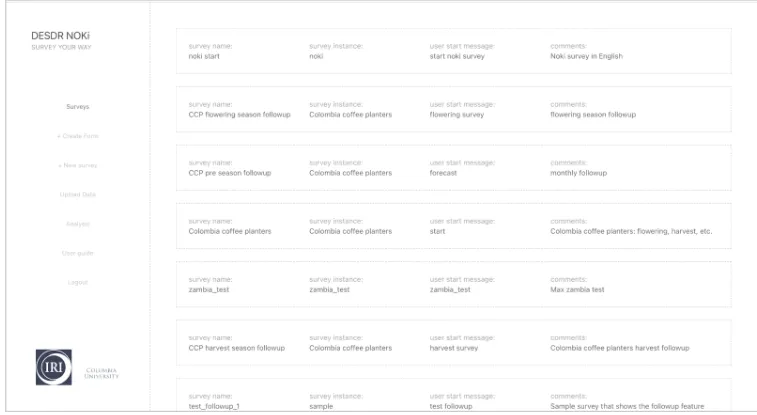 DESDR NOKi
SURVEY YOUR WAY
Surveys
+ Create Form
+ New survey
Upload Data
Analysis
User guide
Logout
IRI
COLUMBIA
UNIVERSITY
survey name: survey instance: user start message: comments:
noki start noki start noki survey Noki survey in English
survey name: survey instance: user start message: comments:
CCP flowering season followup Colombia coffee planters flowering survey flowering season followup
survey name: survey instance: user start message: comments:
CCP pre season followup Colombia coffee planters forecast monthly followup
survey name: survey instance: user start message: comments:
Colombia coffee planters Colombia coffee planters start Colombia coffee planters: flowering, harvest, etc.
survey name: survey instance: user start message: comments:
zambia_test zambia_test zambia_test Max zambia test
survey name: survey instance: user start message: comments:
CCP harvest season followup Colombia coffee planters harvest survey Colombia coffee planters harvest followup
survey name: survey instance: user start message: comments:
test_followup_1 sample test followup Sample survey that shows the followup feature